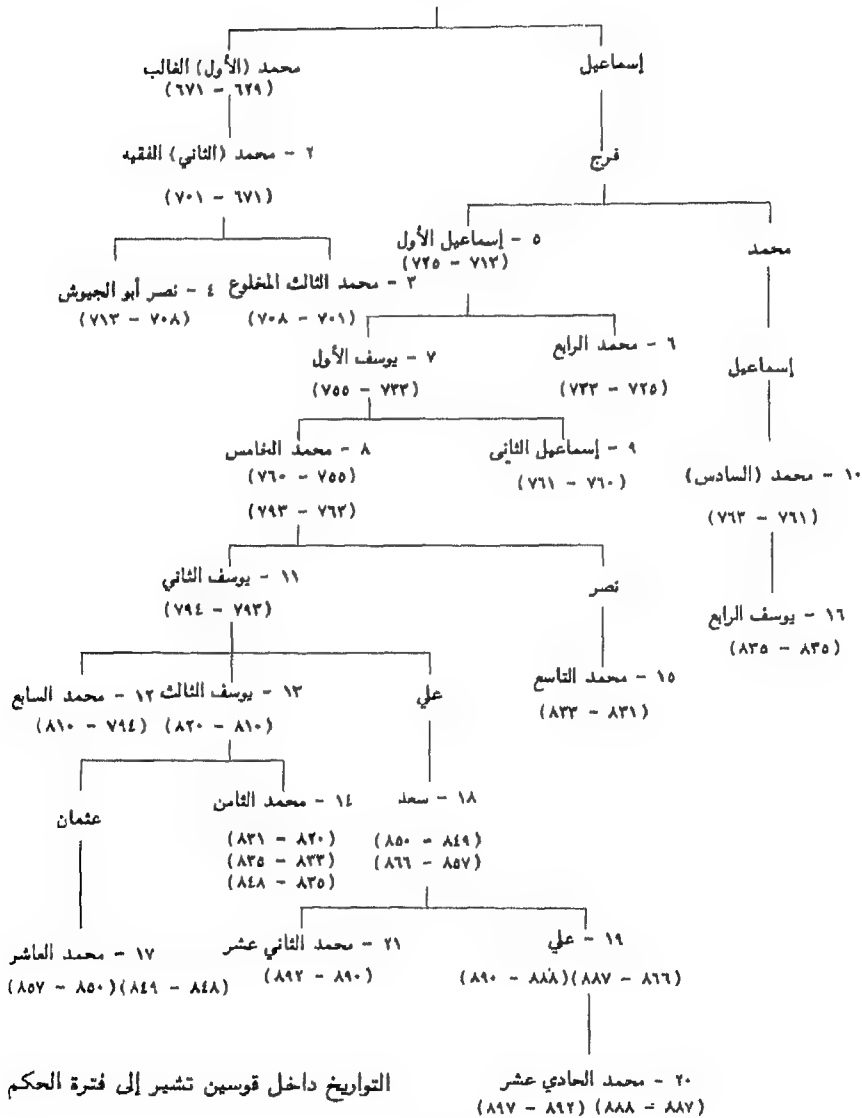 إسماعيل
محمد (الأول) الغالب
(٦٢٩ - ٦٧١)
فرج
٢ - محمد (الثاني) الفقيه
(٦٧١ - ٧٠١)
محمد
٥ - إسماعيل الأول
(٧١٣ - ٧٢٥)
٣ - محمد الثالث المخلوع
(٧٠١ - ٧٠٨)
٤ - نصر أبو الجيوش
(٧٠٨ - ٧١٣)
٦ - محمد الرابع
(٧٢٥ - ٧٣٣)
٧ - يوسف الأول
(٧٣٣ - ٧٥٥)
إسماعيل
٩ - إسماعيل الثاني
(٧٦٠ - ٧٦١)
٨ - محمد الخامس
(٧٥٥ - ٧٦٠)
(٧٦٣ - ٧٩٣)
١٠ - محمد (السادس)
(٧٦١ - ٧٦٣)
١١ - يوسف الثاني
(٧٩٣ - ٧٩٤)
نصر
١٦ - يوسف الرابع
(٨٣٥ - ٨٣٥)
١٥ - محمد التاسع
(٨٣١ - ٨٣٣)
علي
١٣ - يوسف الثالث
(٨١٠ - ٨٢٠)
١٢ - محمد السابع
(٧٩٤ - ٨١٠)
١٨ - سعد
(٨٤٩ - ٨٥٠)
(٨٥٧ - ٨٦٦)
١٤ - محمد الثامن
(٨٢٠ - ٨٣١)
(٨٣٣ - ٨٣٥)
(٨٣٥ - ٨٤٨)
عثمان
١٩ - علي
(٨٦٦ - ٨٨٧)(٨٨٨ - ٨٩٠)
٢١ - محمد الثاني عشر
(٨٩٠ - ٨٩٢)
١٧ - محمد العاشر
(٨٤٨ - ٨٤٩)(٨٥٠ - ٨٥٧)
٢٠ - محمد الحادي عشر
(٨٨٧ - ٨٨٨) (٨٩٢ - ٨٩٧)
التواريخ داخل قوسين تشير إلى فترة الحكم